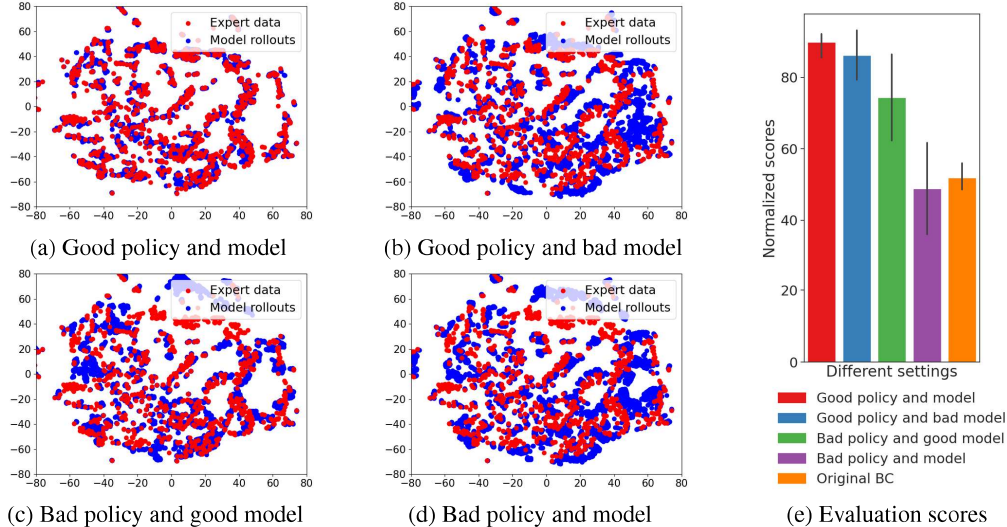 Expert data
Model rollouts
80
60
40
20
0
−20
−40
−60
−80
−80 −60 −40 −20 0 20 40 60 80
(a) Good policy and model
Expert data
Model rollouts
80
60
40
20
0
−20
−40
−60
−80
−80 −60 −40 −20 0 20 40 60 80
(b) Good policy and bad model
Expert data
Model rollouts
80
60
40
20
0
−20
−40
−60
−80
−80 −60 −40 −20 0 20 40 60 80
(c) Bad policy and good model
Expert data
Model rollouts
80
60
40
20
0
−20
−40
−60
−80
−80 −60 −40 −20 0 20 40 60 80
(d) Bad policy and model
Normalized scores
80
60
40
20
0
Different settings
Good policy and model
Good policy and bad model
Bad policy and good model
Bad policy and model
Original BC
(e) Evaluation scores